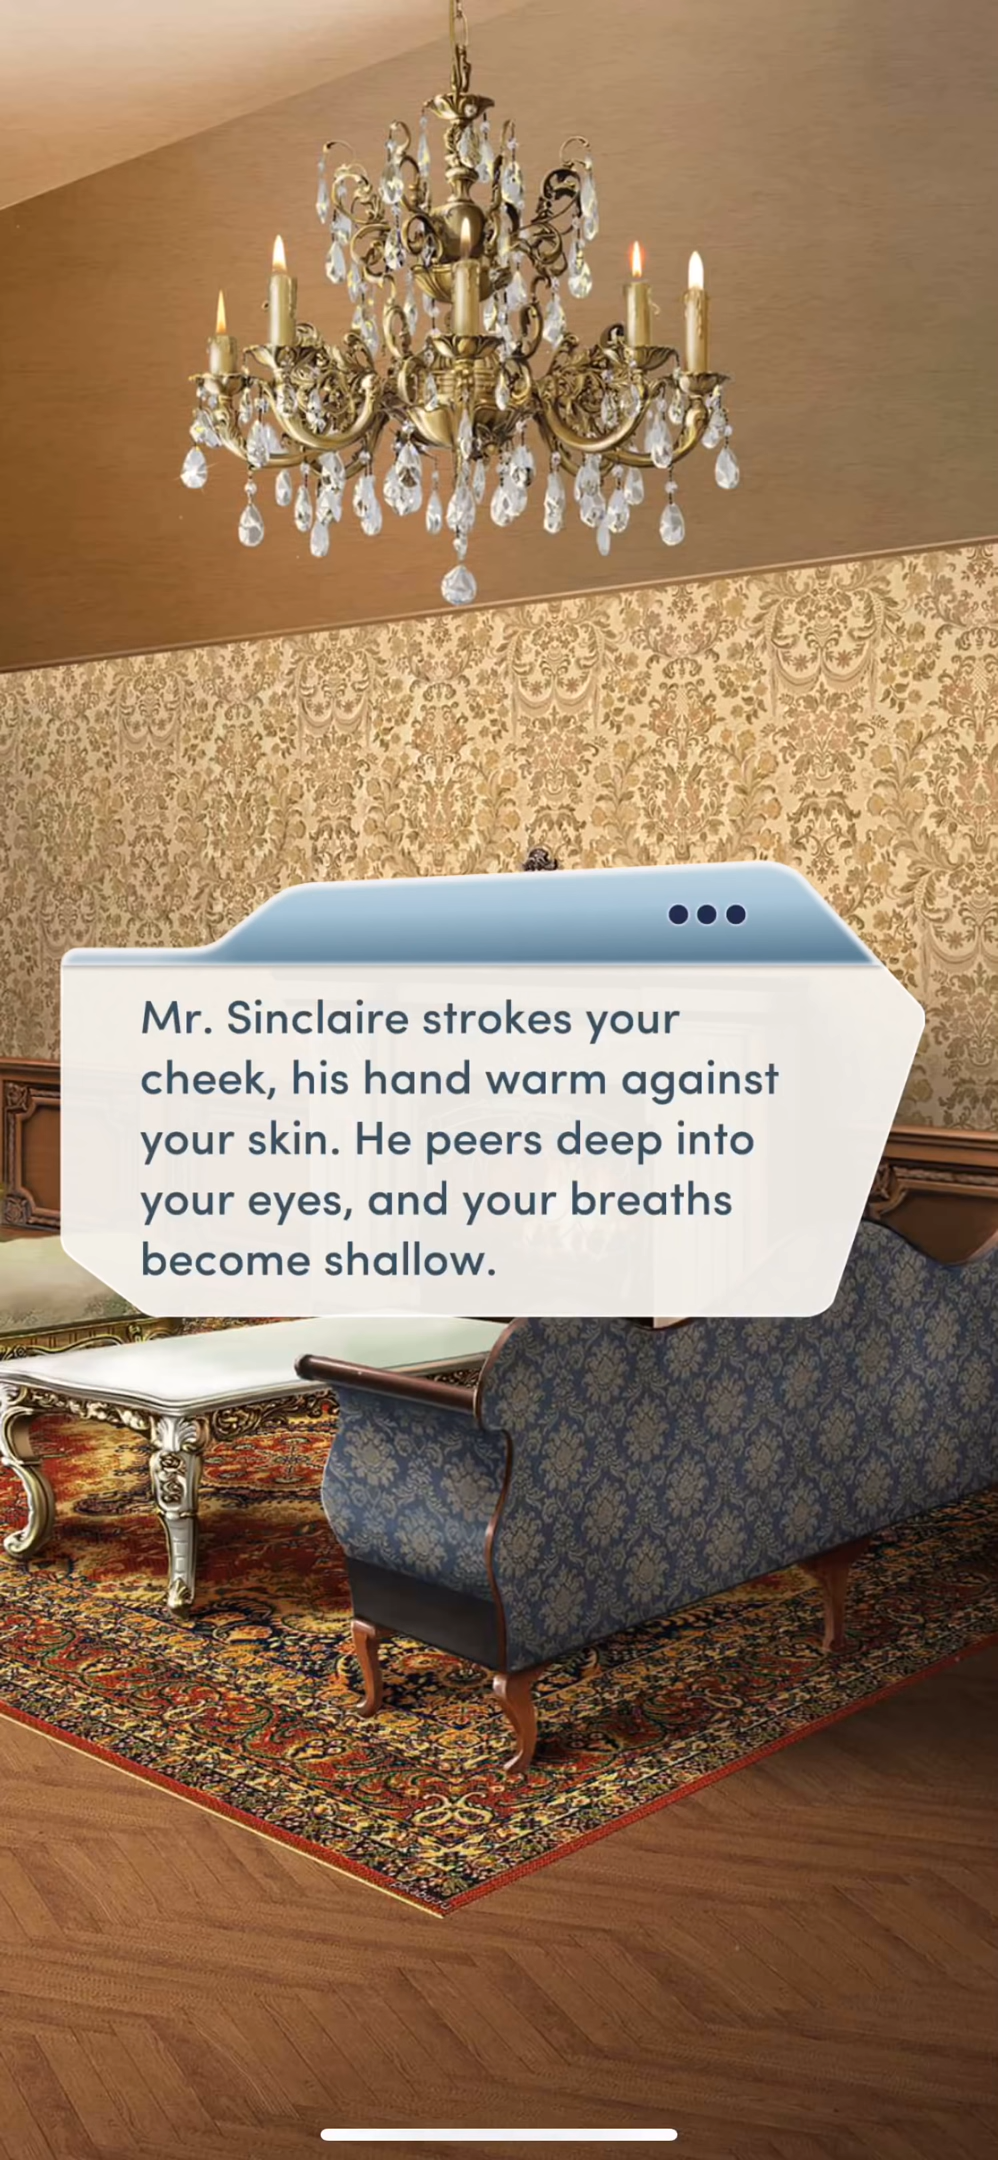 Mr. Sinclaire strokes your
cheek, his hand warm against
your skin. He peers deep into
your eyes, and your breaths
become shallow.